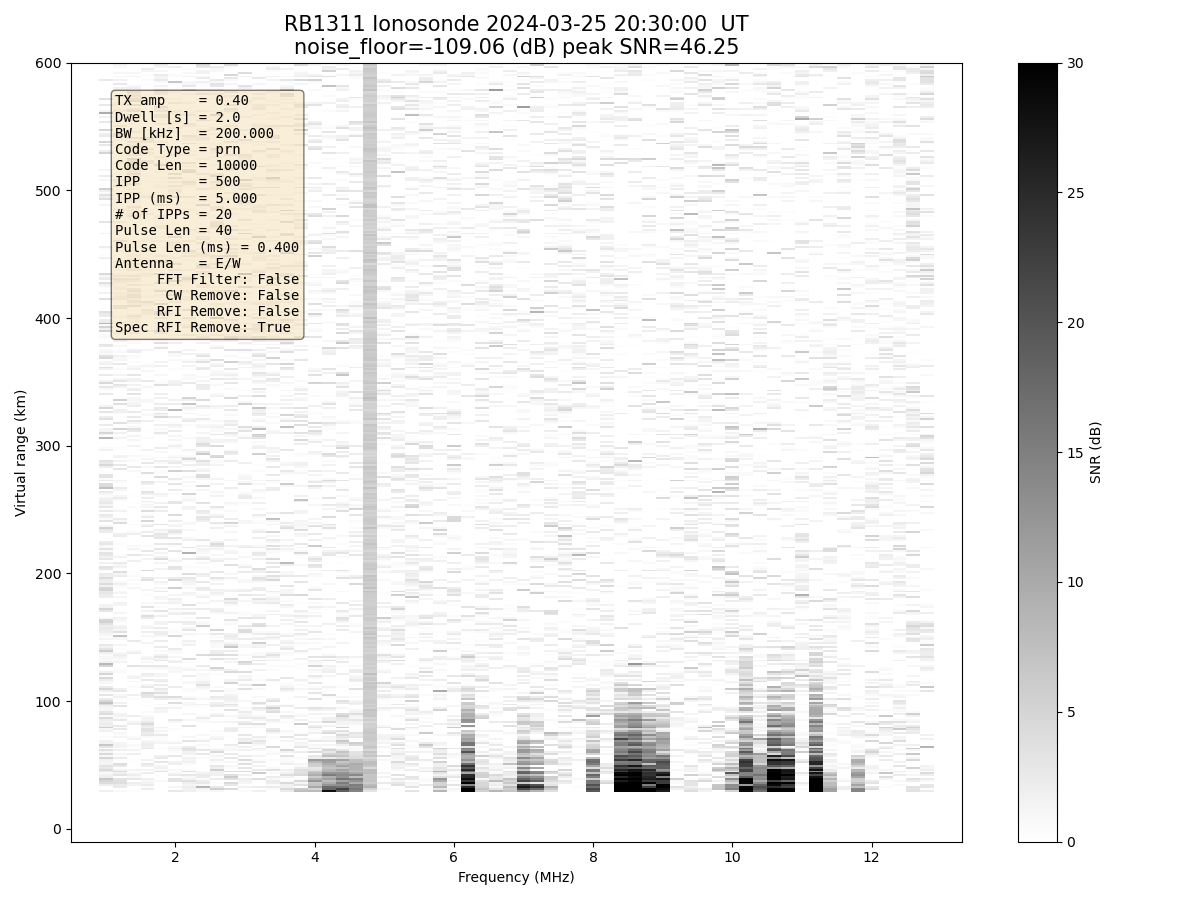 RB1311 Ionosonde 2024-03-25 20:30:00  UT
noise_floor=-109.06 (dB) peak SNR=46.25
TX amp    = 0.40
Dwell [s] = 2.0
BW [kHz]  = 200.000
Code Type = prn
Code Len  = 10000
IPP       = 500
IPP (ms)  = 5.000
# of IPPs = 20
Pulse Len = 40
Pulse Len (ms) = 0.400
Antenna   = E/W
FFT Filter: False
CW Remove: False
RFI Remove: False
Spec RFI Remove: True
600
500
400
300
200
100
0
Virtual range (km)
2 4 6 8 10 12
Frequency (MHz)
30
25
20
15
10
5
0
SNR (dB)